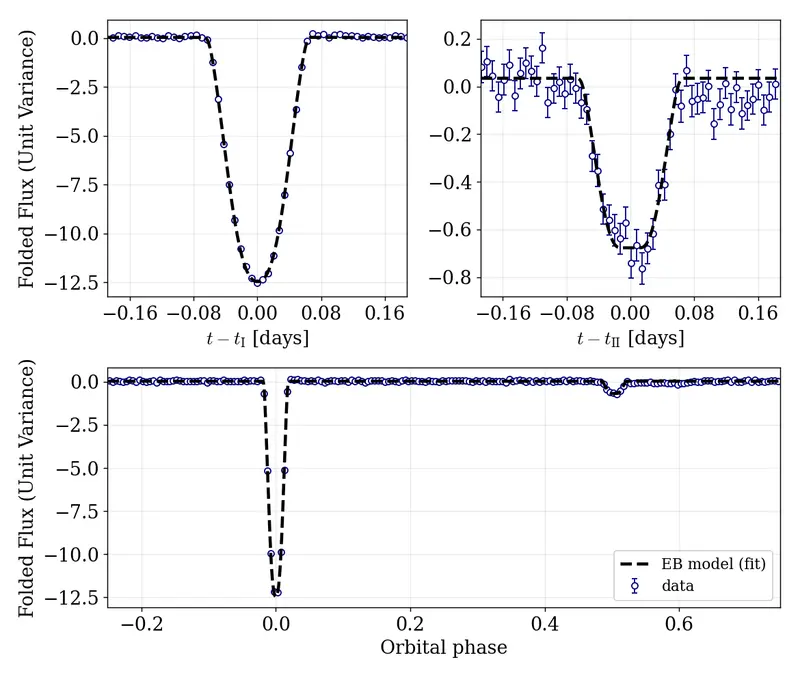 Folded Flux (Unit Variance)
0.0
−2.5
−5.0
−7.5
−10.0
−12.5
−0.16 −0.08 0.00 0.08 0.16
t − tI [days]
0.2
0.0
−0.2
−0.4
−0.6
−0.8
−0.16 −0.08 0.00 0.08 0.16
t − tII [days]
Folded Flux (Unit Variance)
0.0
−2.5
−5.0
−7.5
−10.0
−12.5
EB model (fit)
data
−0.2 0.0 0.2 0.4 0.6
Orbital phase